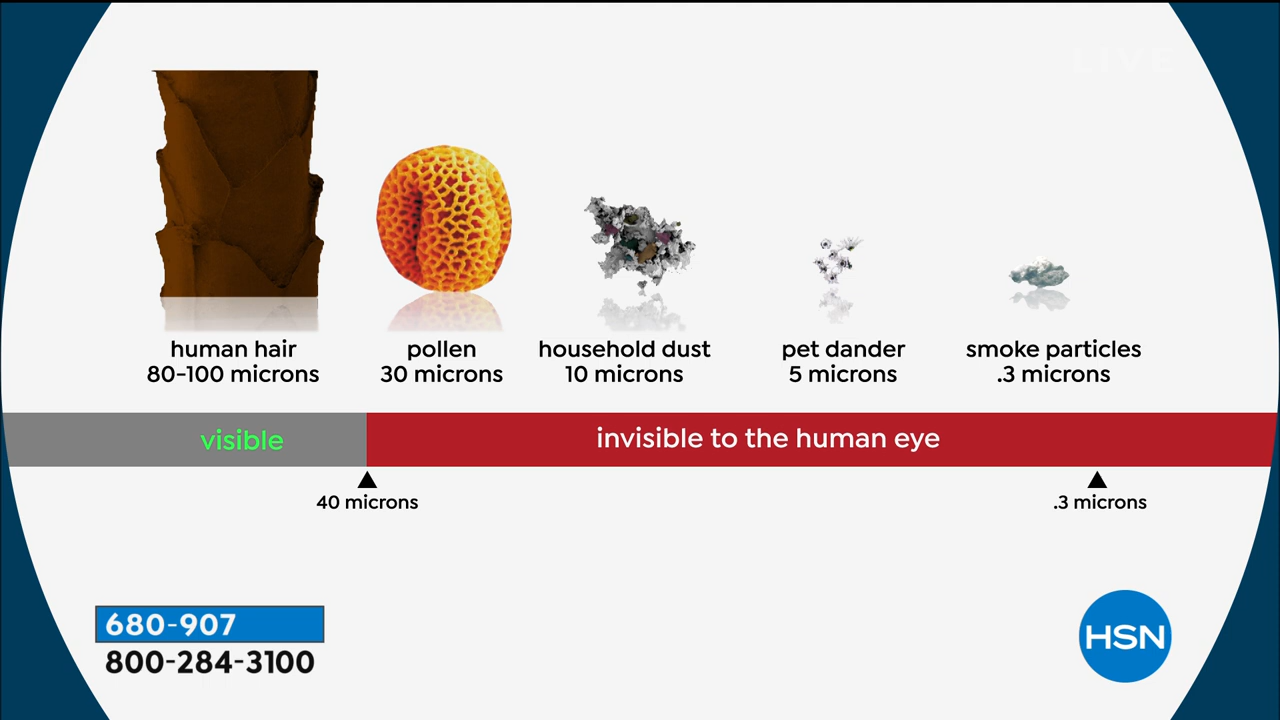 LIVE
human hair
80-100 microns
pollen
30 microns
household dust
10 microns
pet dander
5 microns
smoke particles
.3 microns
visible
invisible to the human eye
40 microns
.3 microns
680-907
800-284-3100
HSN